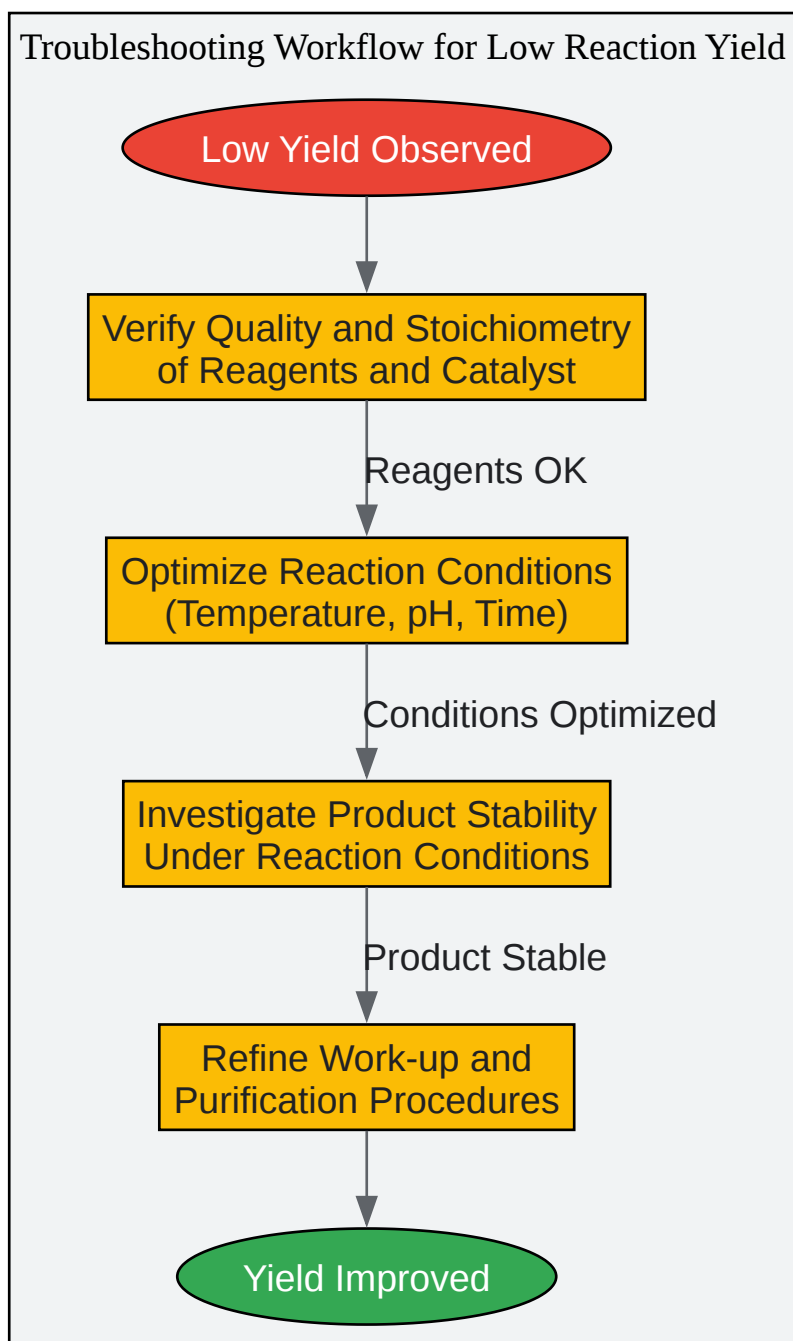 Troubleshooting Workflow for Low Reaction Yield
Low Yield Observed
Verify Quality and Stoichiometry
of Reagents and Catalyst
Reagents OK
Optimize Reaction Conditions
(Temperature, pH, Time)
Conditions Optimized
Investigate Product Stability
Under Reaction Conditions
Product Stable
Refine Work-up and
Purification Procedures
Yield Improved